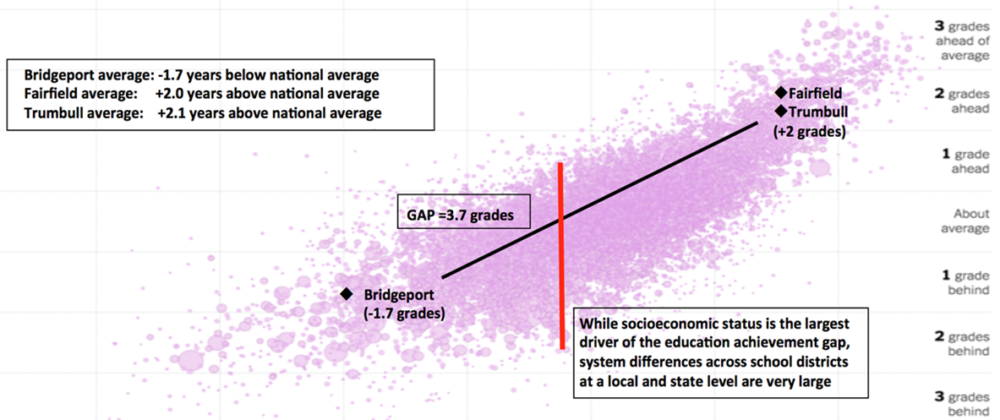 Bridgeport average: -1.7 years below national average
Fairfield average: +2.0 years above national average
Trumbull average: +2.1 years above national average
3 grades
ahead of
average
Fairfield
Trumbull
(+2 grades)
2 grades
ahead
1 grade
ahead
GAP =3.7 grades
About
average
1 grade
behind
Bridgeport
(-1.7 grades)
While socioeconomic status is the largest
driver of the education achievement gap,
system differences across school districts
at a local and state level are very large
2 grades
behind
3 grades
behind